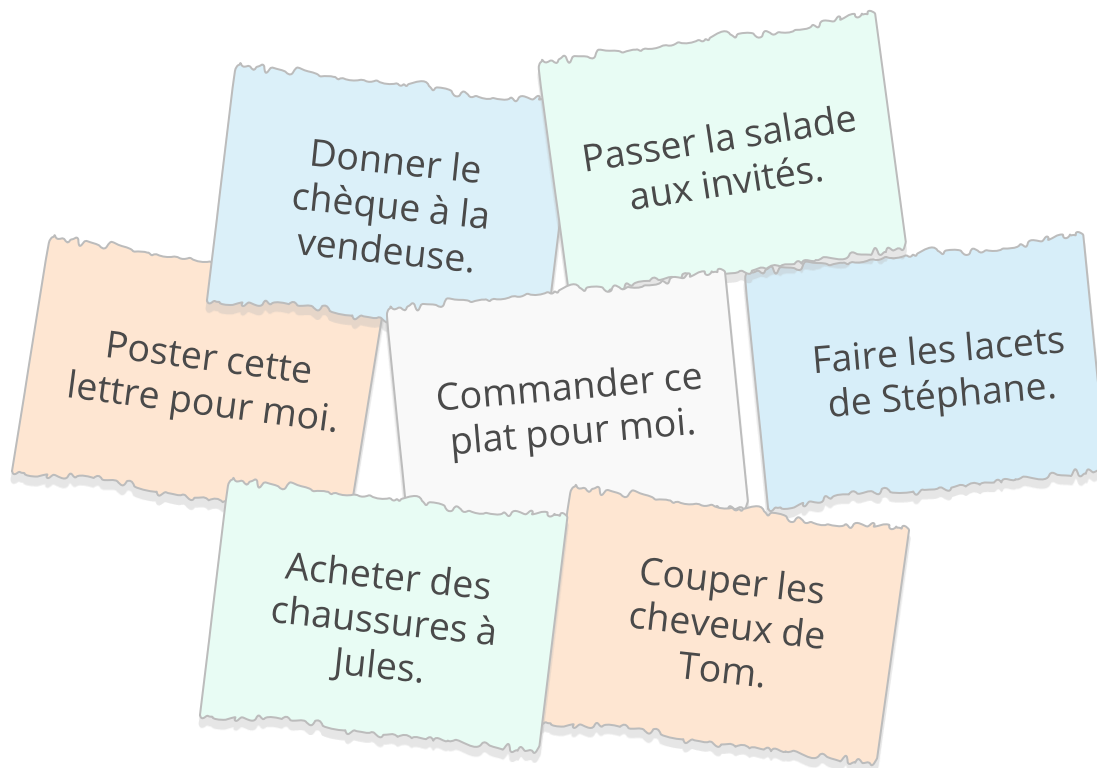 Donner le
chèque à la
vendeuse.
Passer la salade
aux invités.
Poster cette
lettre pour moi.
Commander ce
plat pour moi.
Faire les lacets
de Stéphane.
Acheter des
chaussures à
Jules.
Couper les
cheveux de
Tom.